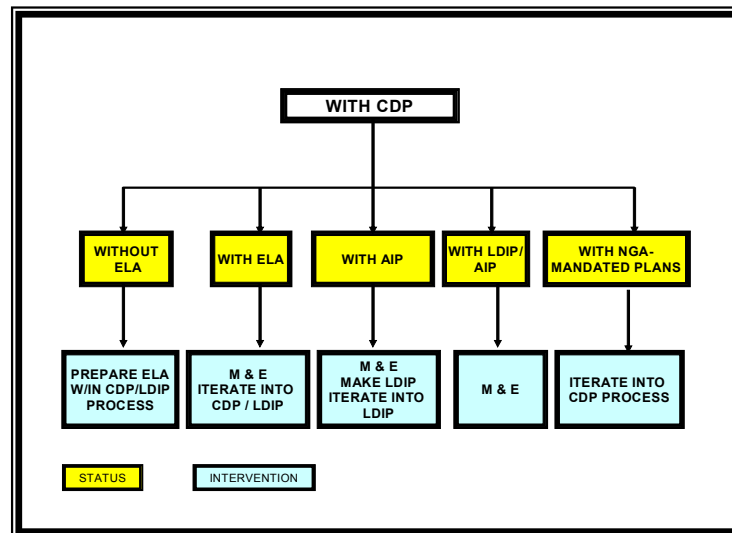 WITH CDP
WITHOUT
ELA
WITH ELA
WITH AIP
WITH LDIP/
AIP
WITH NGA-
MANDATED PLANS
PREPARE ELA
W/IN CDP/LDIP
PROCESS
M & E
ITERATE INTO
CDP / LDIP
M & E
MAKE LDIP
ITERATE INTO
LDIP
M & E
ITERATE INTO
CDP PROCESS
STATUS
INTERVENTION